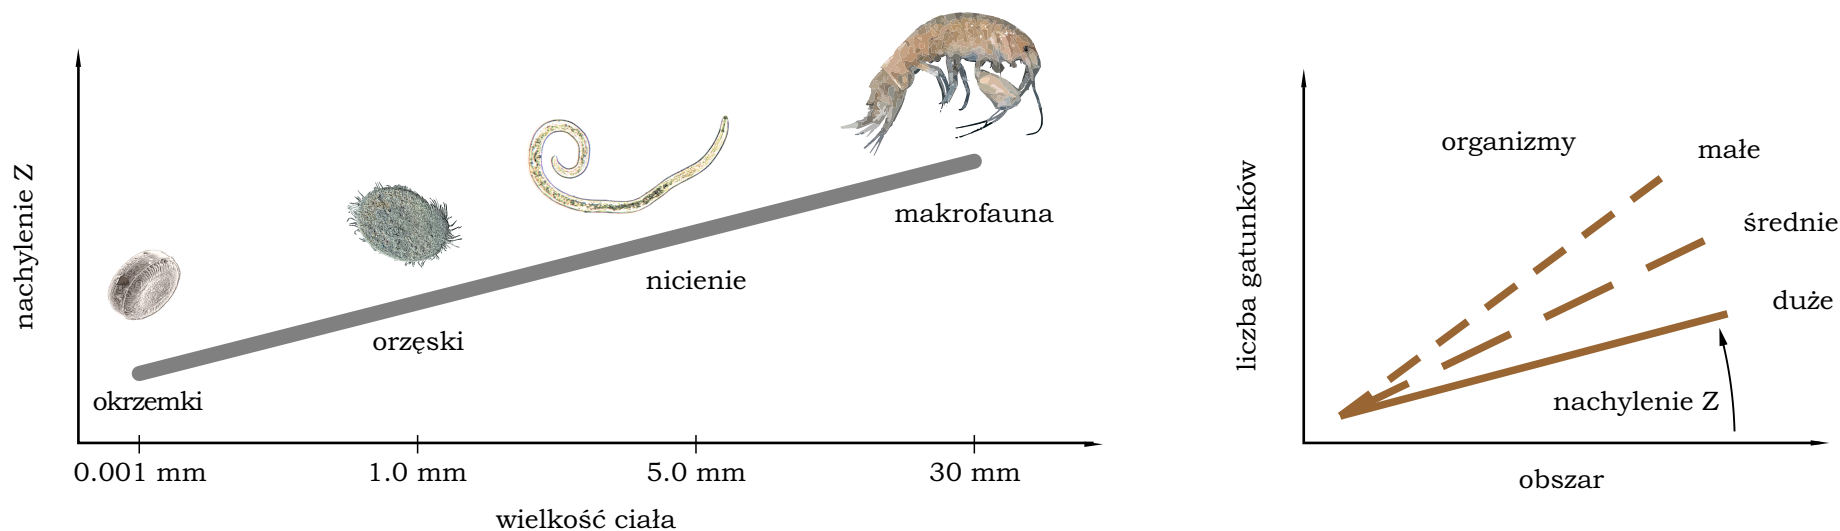 nachylenie Z
okrzemki
orzęski
nicienie
makrofauna
0.001 mm
1.0 mm
5.0 mm
30 mm
wielkość ciała
liczba gatunków
organizmy
małe
średnie
duże
nachylenie Z
obszar